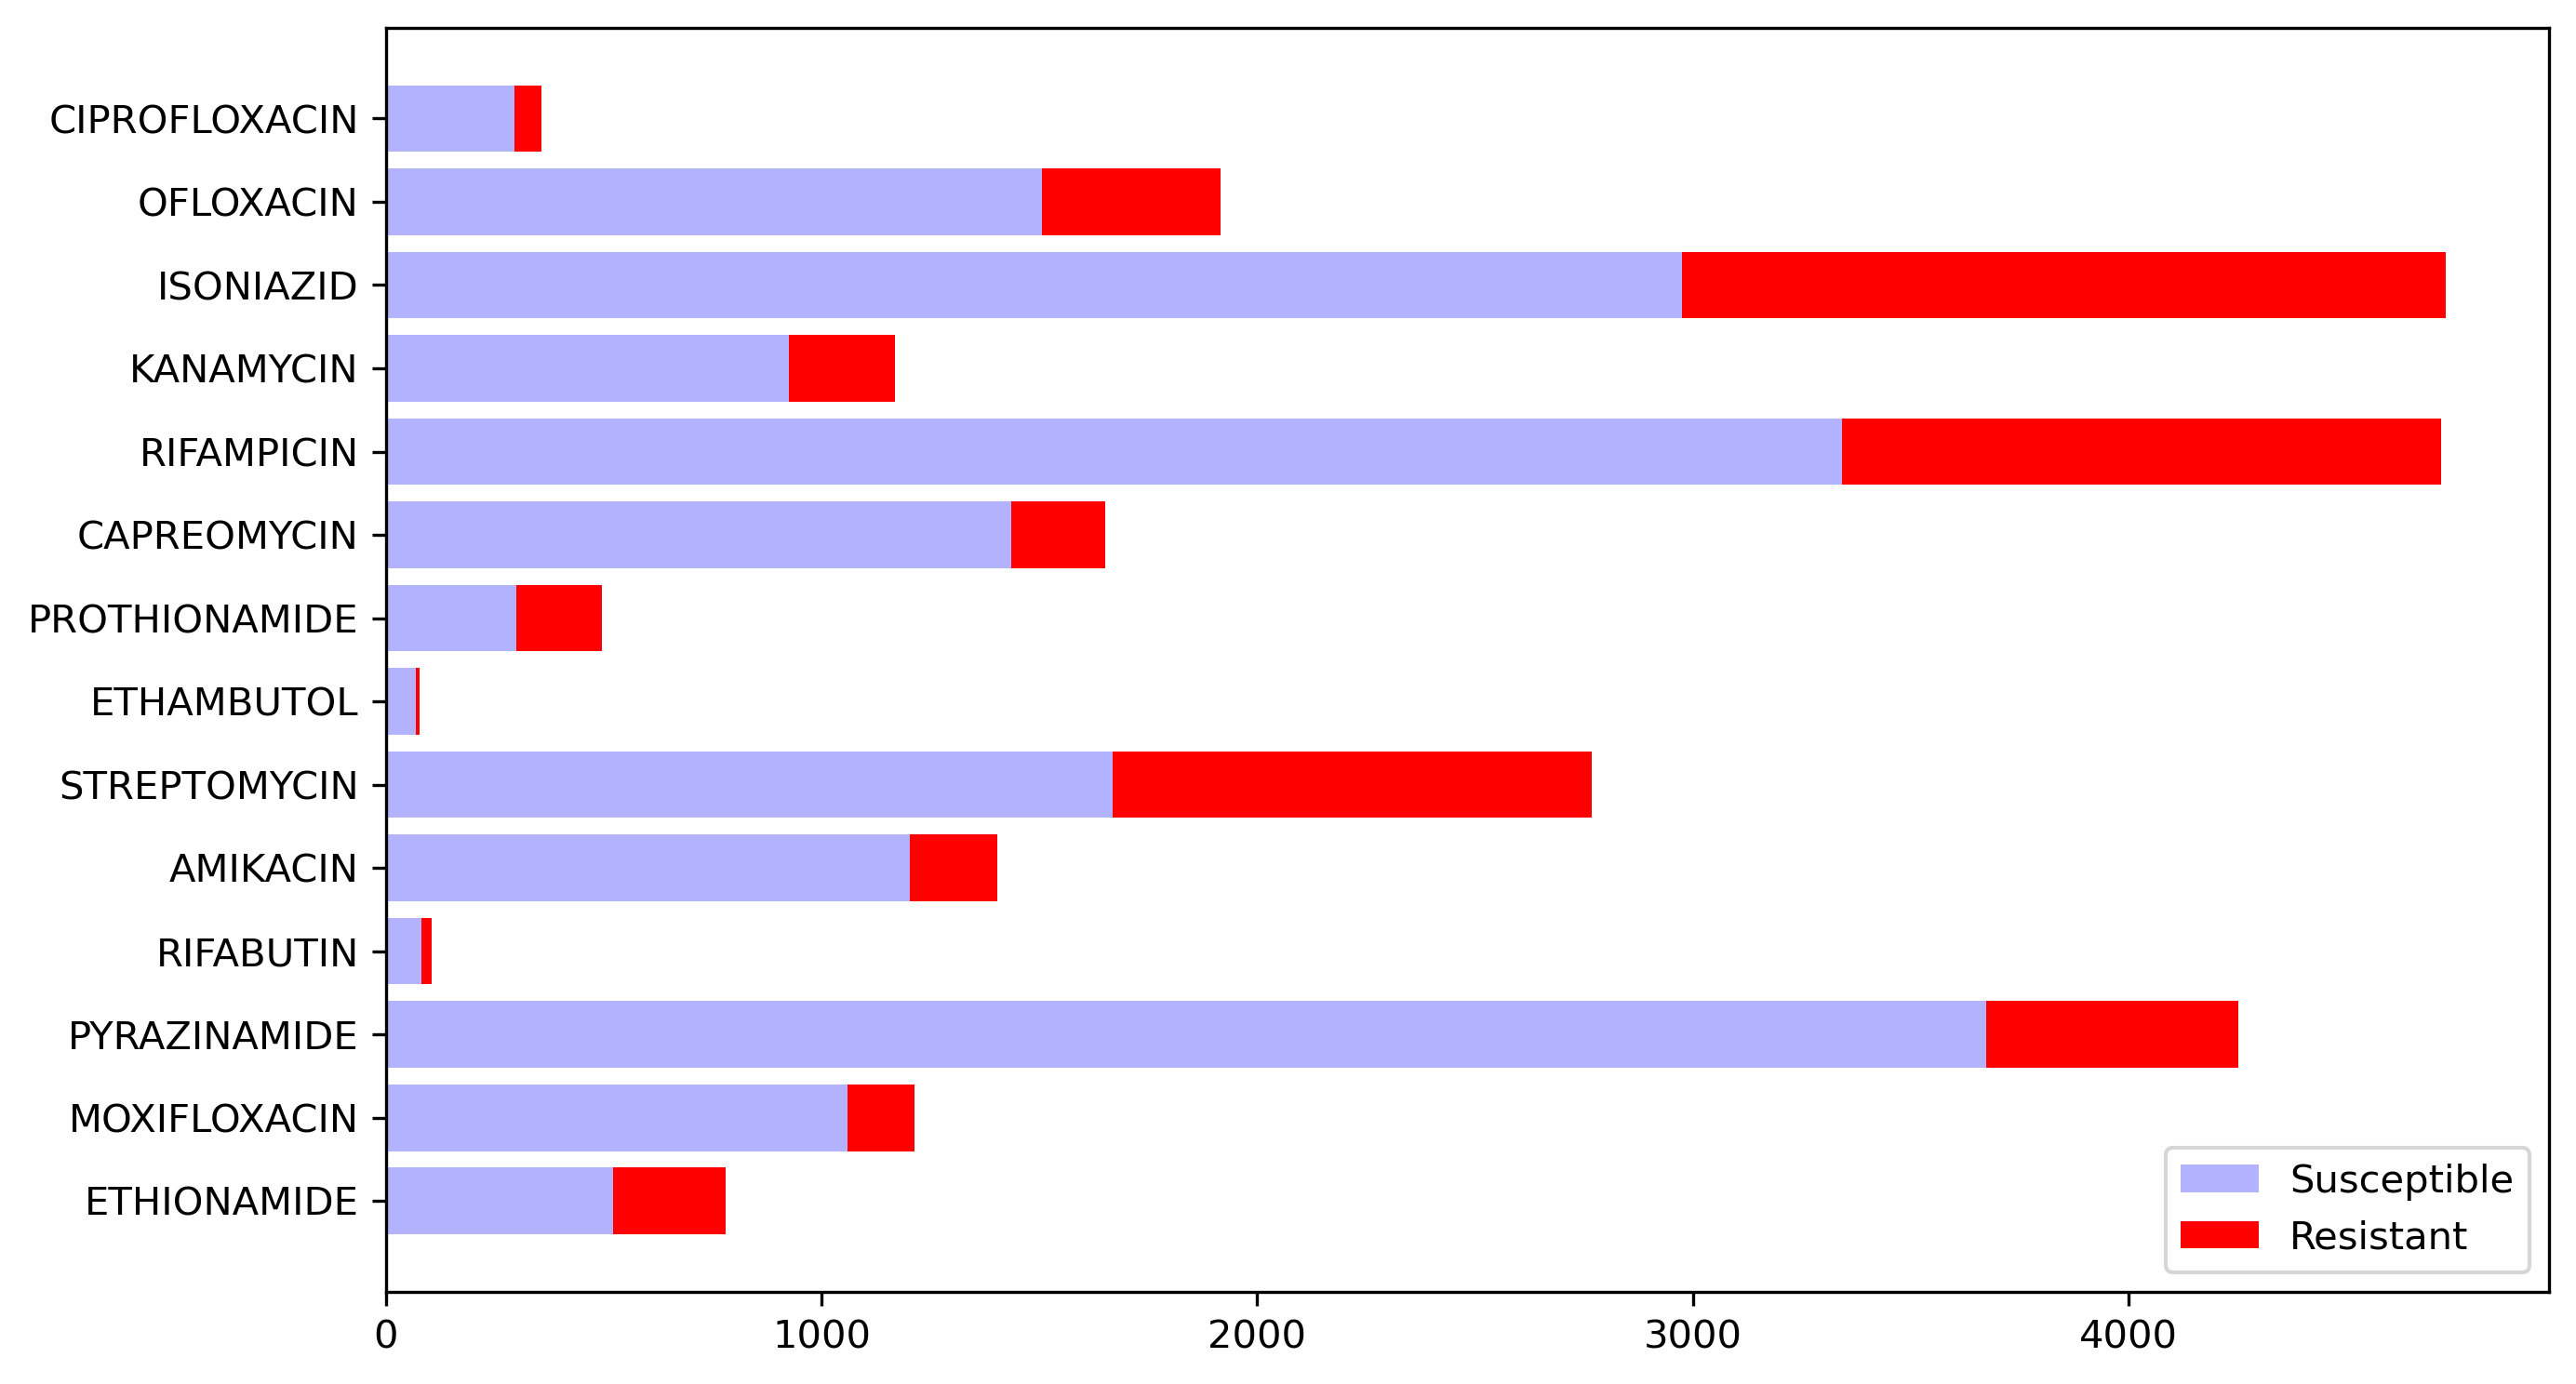 CIPROFLOXACIN
OFLOXACIN
ISONIAZID
KANAMYCIN
RIFAMPICIN
CAPREOMYCIN
PROTHIONAMIDE
ETHAMBUTOL
STREPTOMYCIN
AMIKACIN
RIFABUTIN
PYRAZINAMIDE
MOXIFLOXACIN
ETHIONAMIDE
Susceptible
Resistant
0 1000 2000 3000 4000